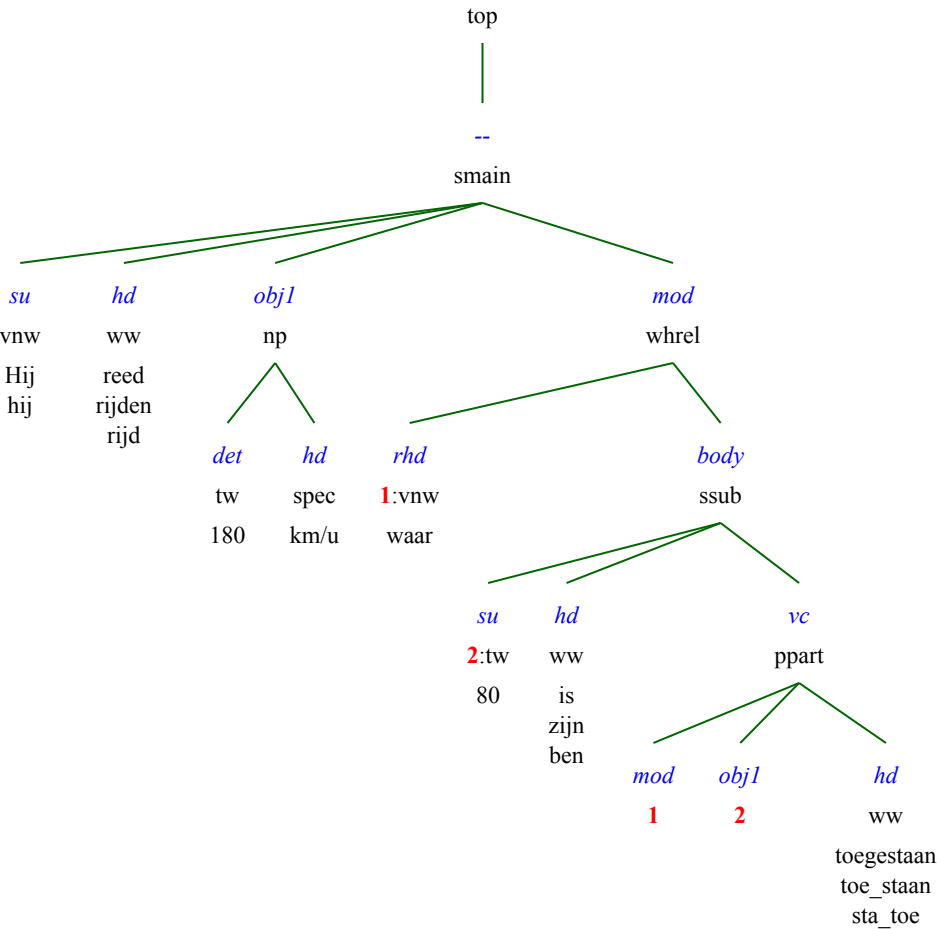 top
--
smain
su hd obj1 mod
vnw ww np whrel
Hij reed
hij rijden
rijd
det hd rhd body
tw spec 1:vnw ssub
180 km/u waar
su hd vc
2:tw ww ppart
80 is
zijn
ben
mod obj1 hd
1 2 ww
toegestaan
toe_staan
sta_toe